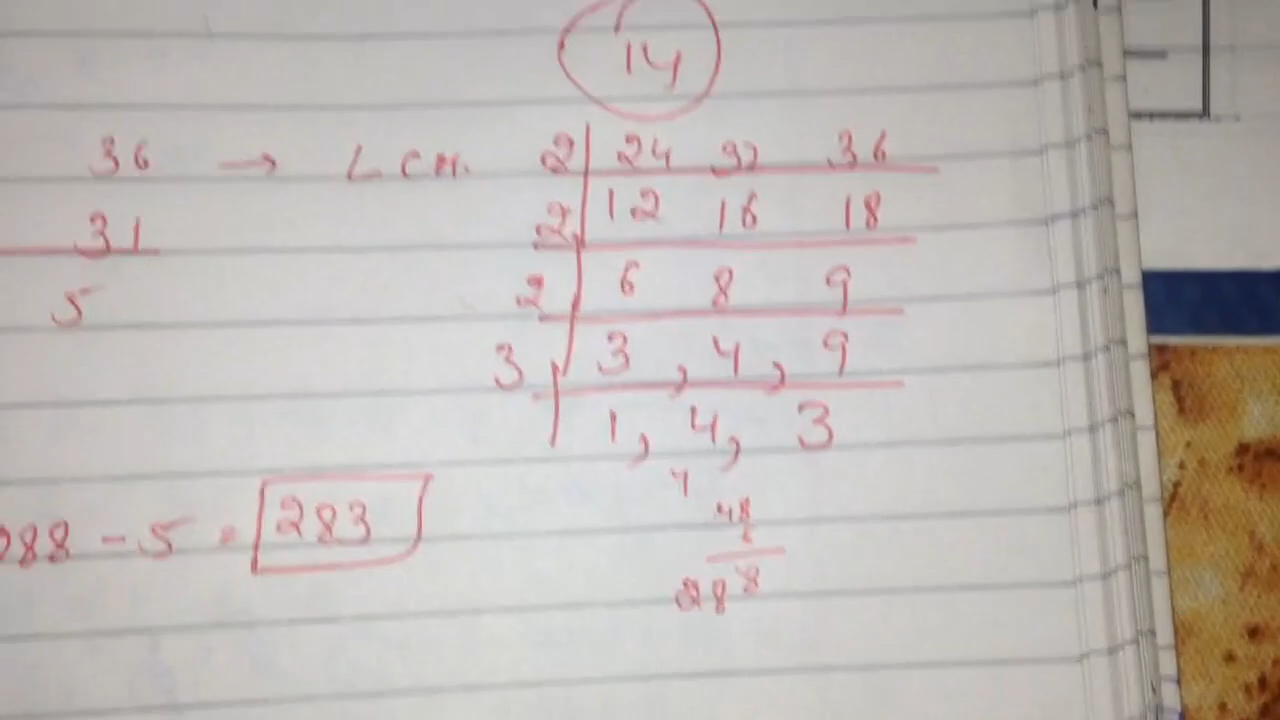 14
36 → LCM. 2 | 24 32 36
31 2 | 12 16 18
5 2 | 6 8 9
3 | 3 , 4 , 9
1 , 4 , 3
288 - 5 = 283
48
288